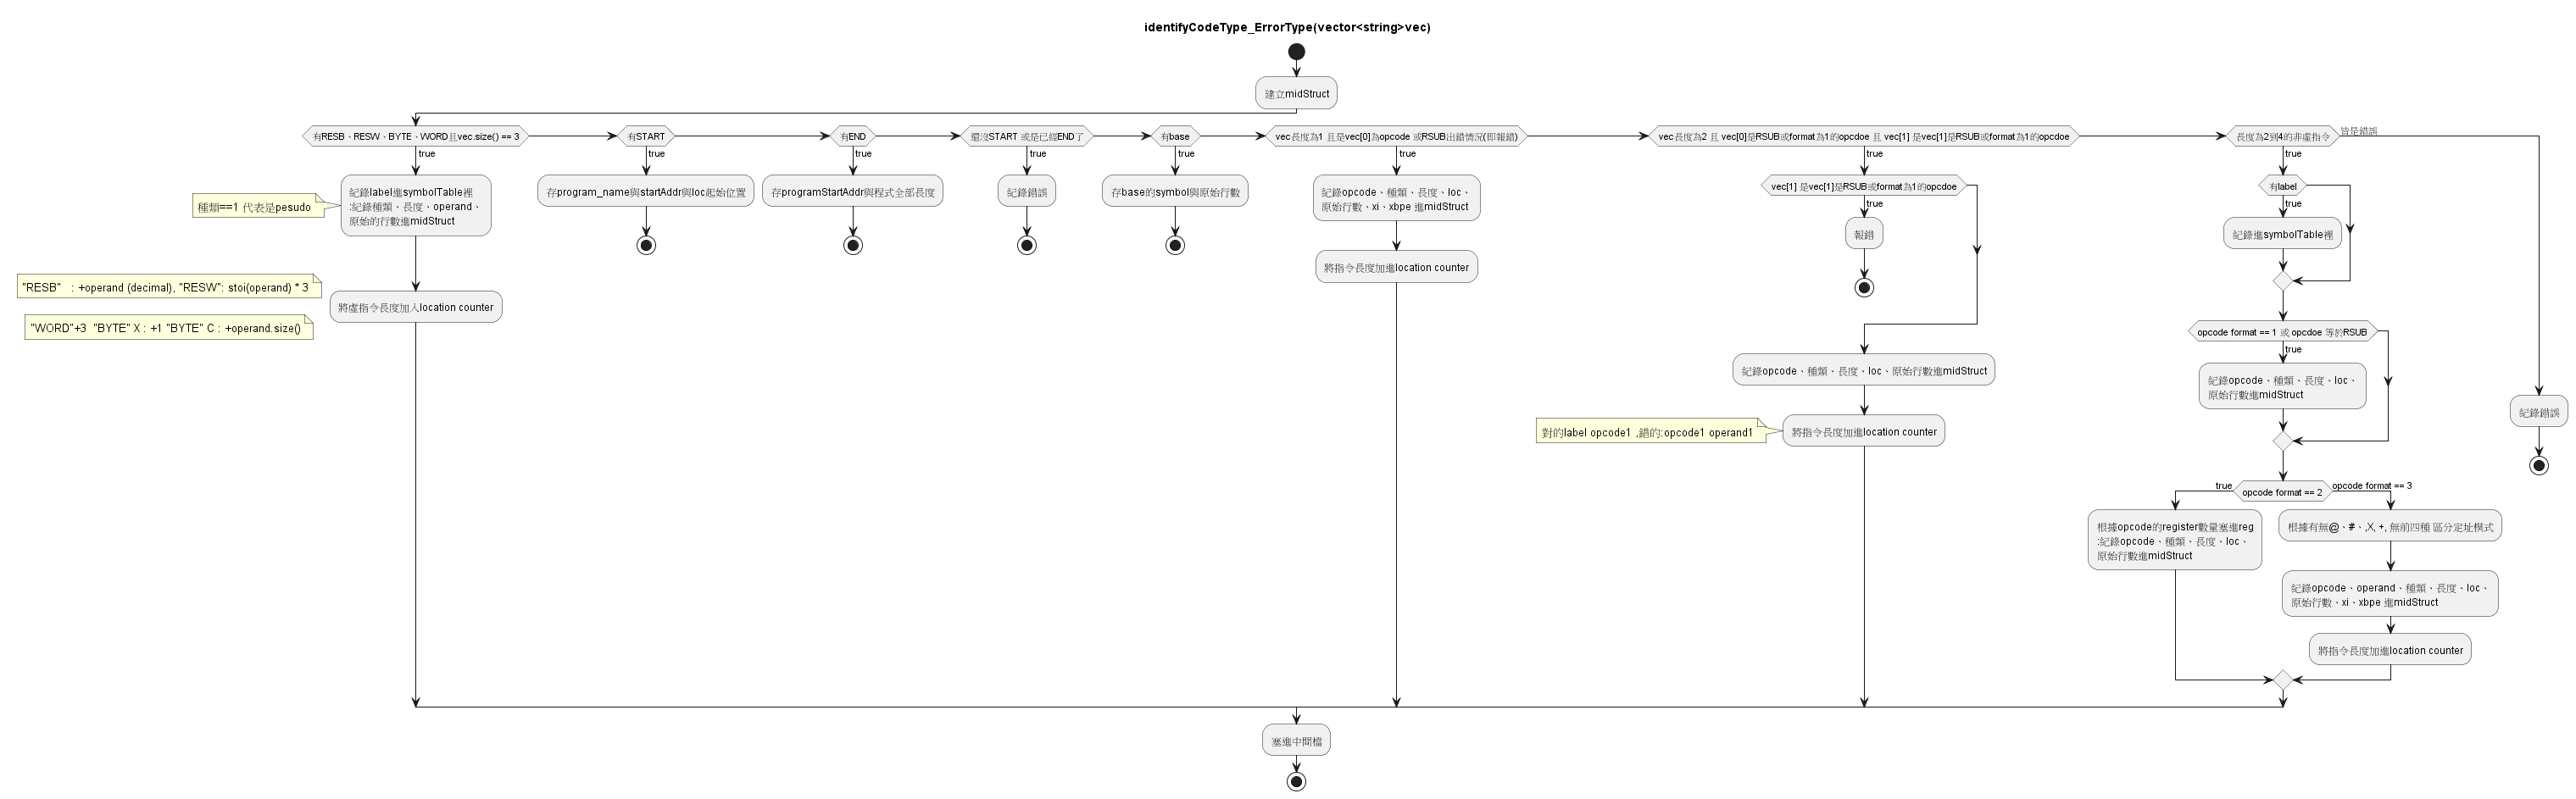 identifyCodeType_ErrorType(vector<string>vec)
建立midStruct
有RESB、RESW、BYTE、WORD且vec.size() == 3
true
紀錄label進symbolTable裡
:紀錄種類、長度、operand、
原始的行數進midStruct
種類==1 代表是pesudo
將虛指令長度加入location counter
"RESB"   : +operand (decimal), "RESW": stoi(operand) * 3
"WORD"+3  "BYTE" X : +1 "BYTE" C : +operand.size()
有START
true
存program_name與startAddr與loc起始位置
有END
true
存programStartAddr與程式全部長度
還沒START 或是已經END了
true
紀錄錯誤
有base
true
存base的symbol與原始行數
vec長度為1 且是vec[0]為opcode 或RSUB出錯情況(即報錯)
true
紀錄opcode、種類、長度、loc、
原始行數、xi、xbpe 進midStruct
將指令長度加進location counter
vec長度為2 且 vec[0]是RSUB或format為1的opcdoe 且 vec[1] 是vec[1]是RSUB或format為1的opcdoe
true
vec[1] 是vec[1]是RSUB或format為1的opcdoe
true
報錯
紀錄opcode、種類、長度、loc、原始行數進midStruct
將指令長度加進location counter
對的label opcode1 ,錯的:opcode1 operand1
長度為2到4的非虛指令
true
有label
true
紀錄進symbolTable裡
opcode format == 1 或 opcdoe 等於RSUB
true
紀錄opcode、種類、長度、loc、
原始行數進midStruct
true
opcode format == 2
opcode format == 3
根據opcode的register數量塞進reg
:紀錄opcode、種類、長度、loc、
原始行數進midStruct
根據有無@、#、,X, +, 無前四種 區分定址模式
紀錄opcode、operand、種類、長度、loc、
原始行數、xi、xbpe 進midStruct
將指令長度加進location counter
皆是錯誤
紀錄錯誤
塞進中間檔